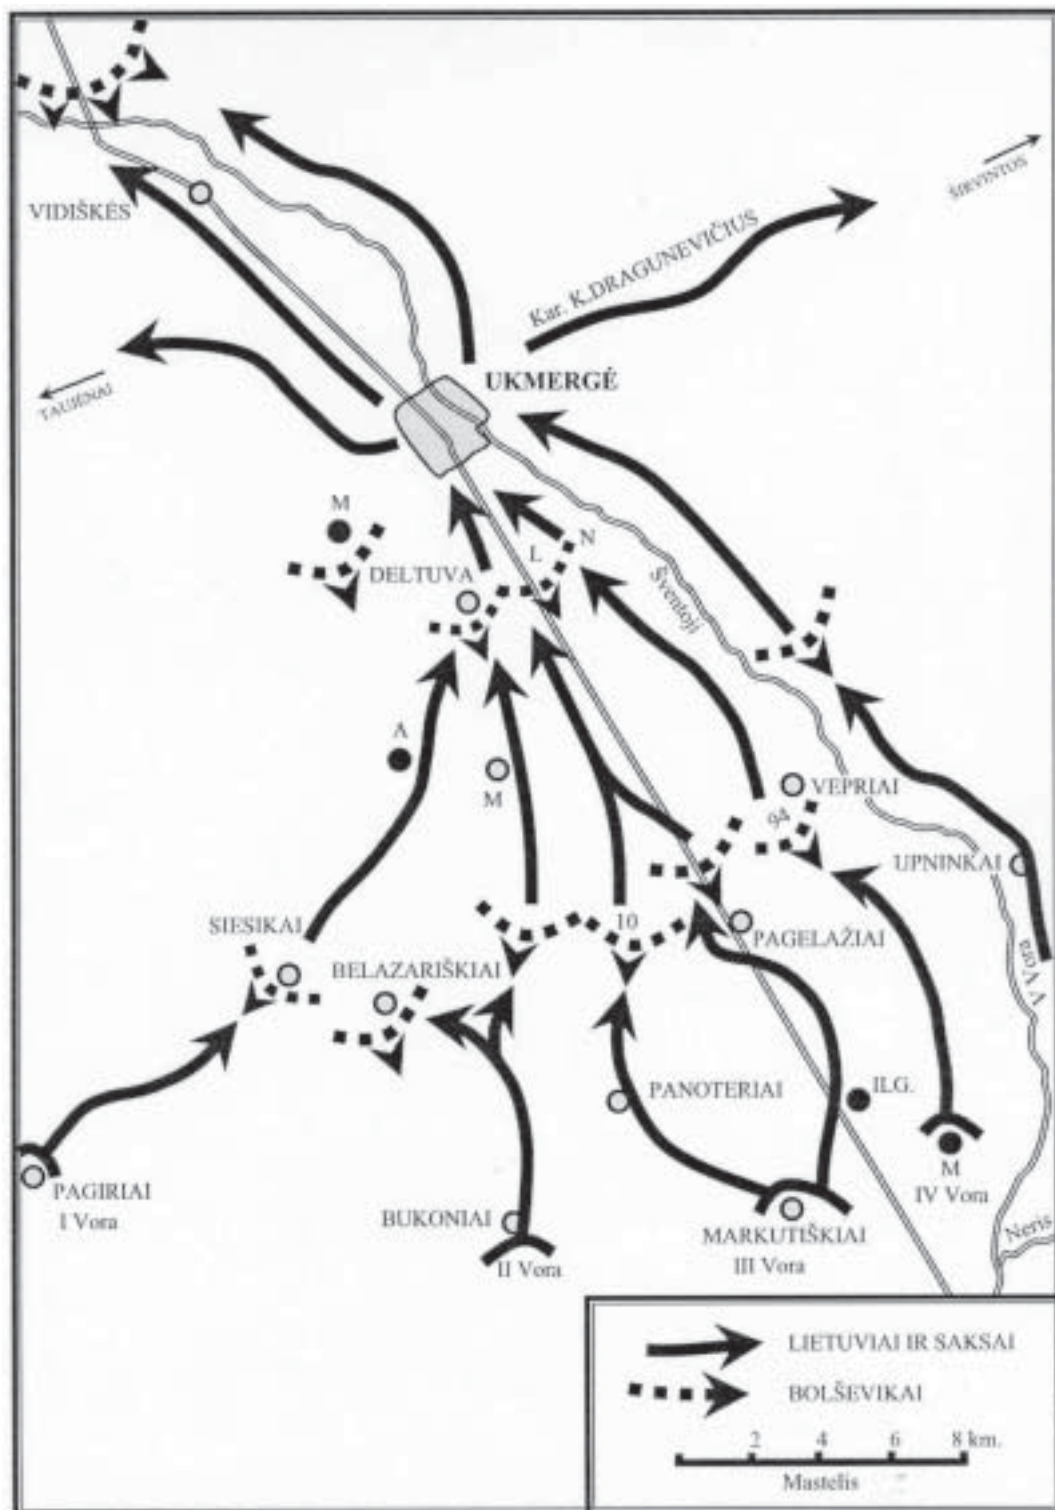 VIDIŠKĖS
ŠIRVINTOS
Kar. K.DRAGUNEVIČIUS
UKMERGĖ
TAUJĖNAI
M
N
L
DELTUVA
Šventoji
A
M
VEPRIAI
94
UPNINKAI
SIESIKAI
10
PAGELAŽIAI
BELAZARIŠKIAI
V Vora
PANOTERIAI
ILG.
PAGIRIAI
I Vora
M
IV Vora
BUKONIAI
II Vora
MARKUTIŠKIAI
III Vora
Neris
LIETUVIAI IR SAKSAI
BOLŠEVIKAI
2 4 6 8 km.
Mastelis